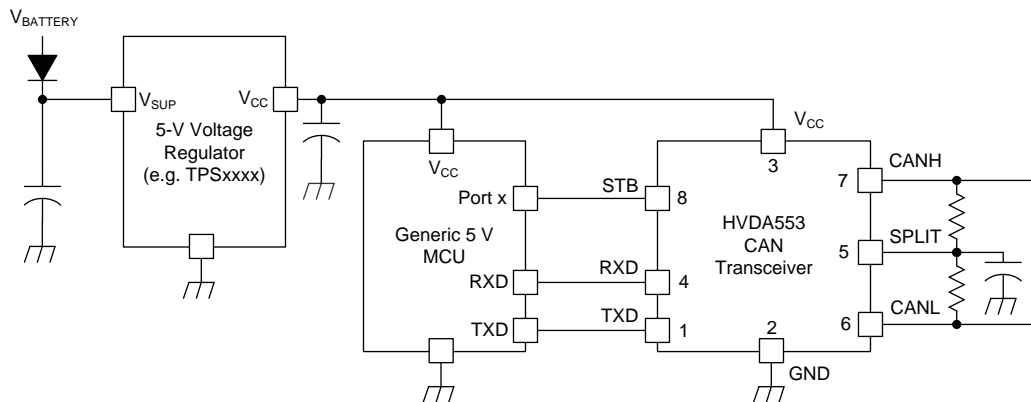 VBATTERY
VSUP
VCC
5-V Voltage
Regulator
(e.g. TPSxxxx)
VCC
Port x
Generic 5 V
MCU
RXD
TXD
STB
RXD
TXD
VCC
3
8
4
1
HVDA553
CAN
Transceiver
2
GND
7
CANH
5
SPLIT
6
CANL